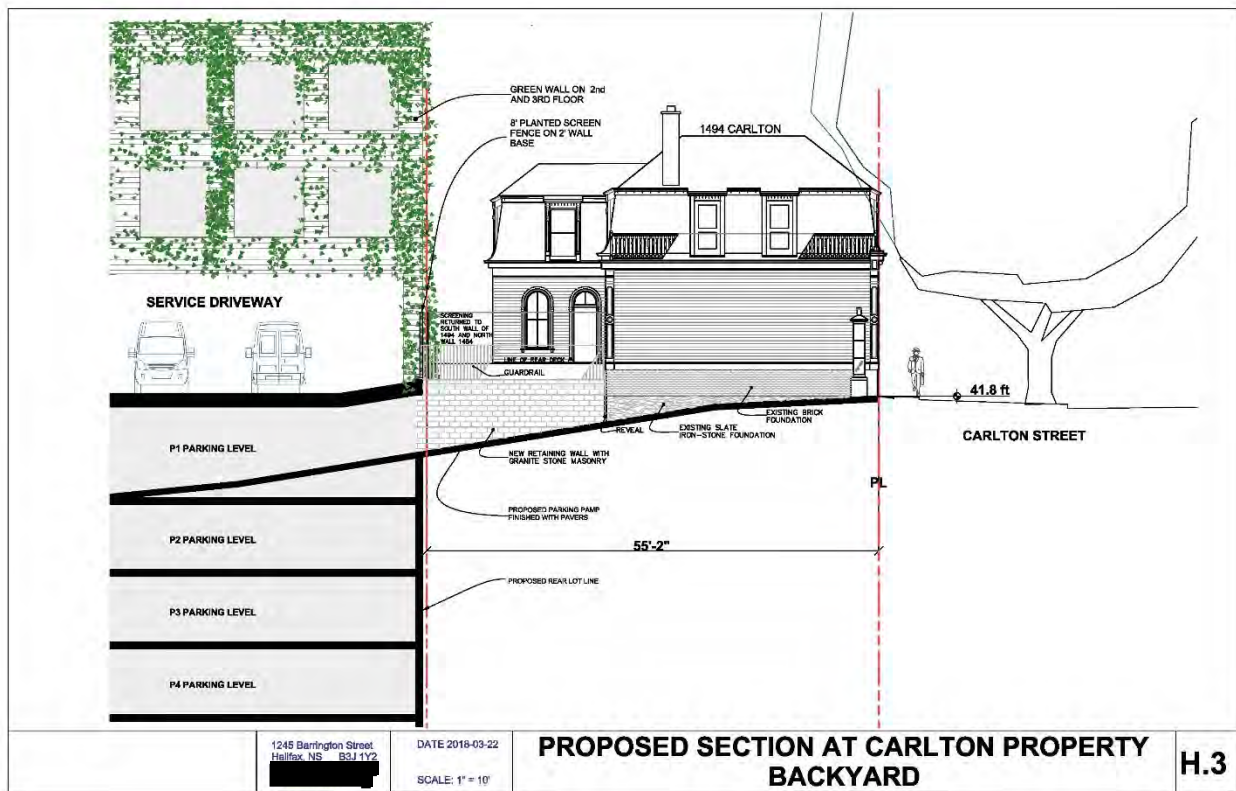 GREEN WALL ON 2nd
AND 3RD FLOOR
8' PLANTED SCREEN
FENCE ON 2' WALL
BASE
1494 CARLTON
SERVICE DRIVEWAY
SCREENING
RETURNED TO
SOUTH WALL OF
1494 AND NORTH
WALL 1484
LINE OF REAR DECK
GUARDRAIL
41.8 ft
EXISTING BRICK
FOUNDATION
REVEAL
EXISTING SLATE
IRON-STONE FOUNDATION
CARLTON STREET
P1 PARKING LEVEL
NEW RETAINING WALL WITH
GRANITE STONE MASONRY
PL
PROPOSED PARKING PAMP
FINISHED WITH PAVERS
P2 PARKING LEVEL
55'-2"
PROPOSED REAR LOT LINE
P3 PARKING LEVEL
P4 PARKING LEVEL
1245 Barrington Street
Halifax, NS B3J 1Y2
DATE 2018-03-22
SCALE: 1" = 10'
PROPOSED SECTION AT CARLTON PROPERTY
BACKYARD
H.3